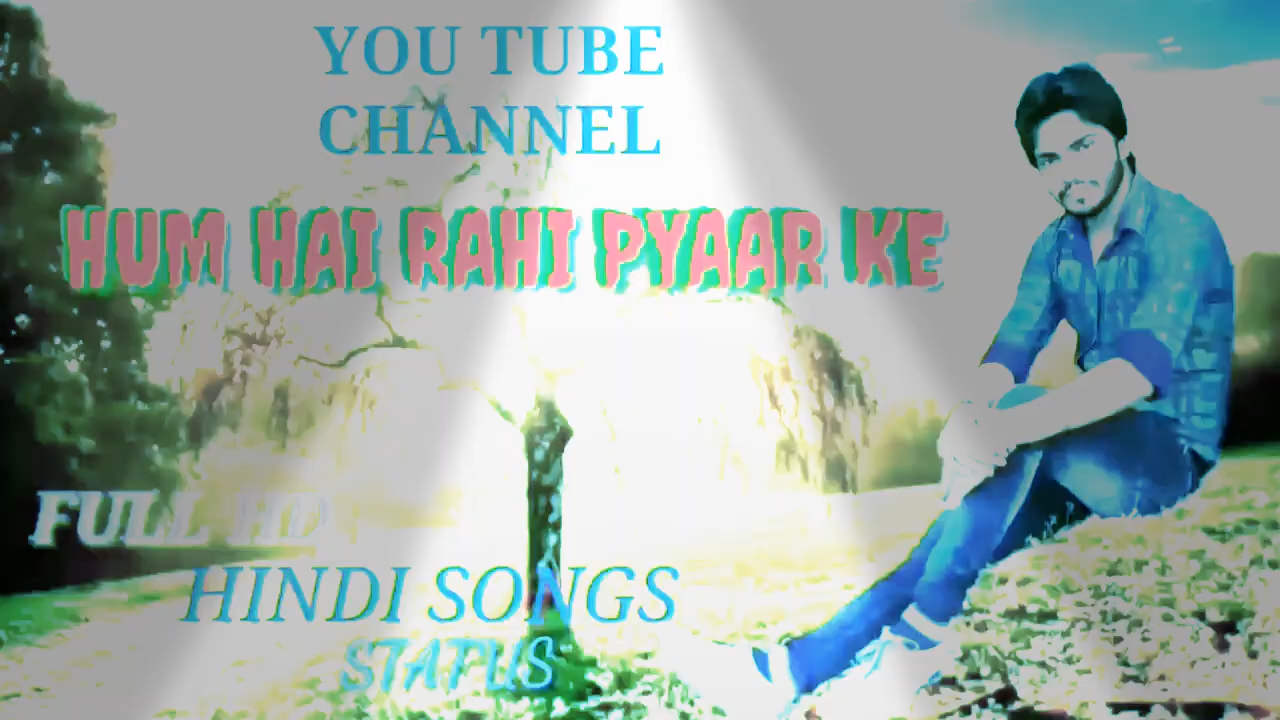 YOU TUBE
CHANNEL
HUM HAI RAHI PYAAR KE
FULL HD
HINDI SONGS
STATUS